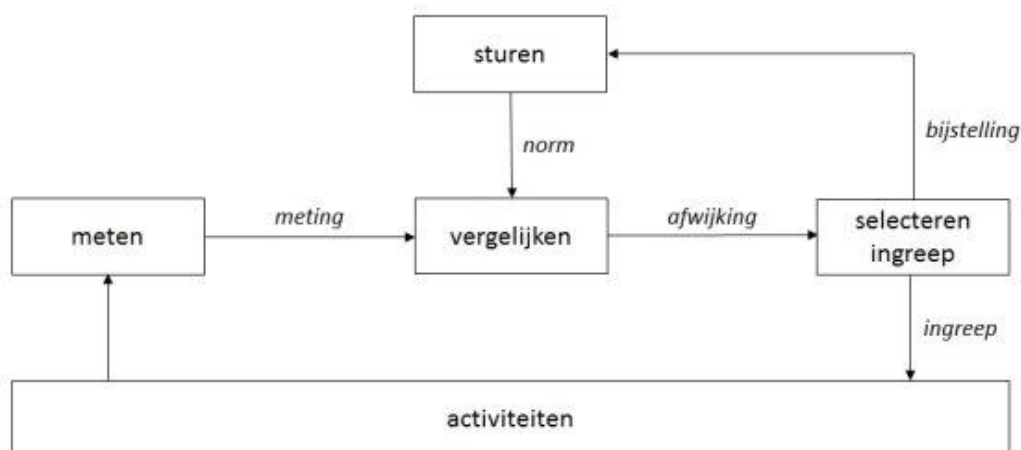 sturen
bijstelling
norm
meten
meting
vergelijken
afwijking
selecteren
ingreep
ingreep
activiteiten